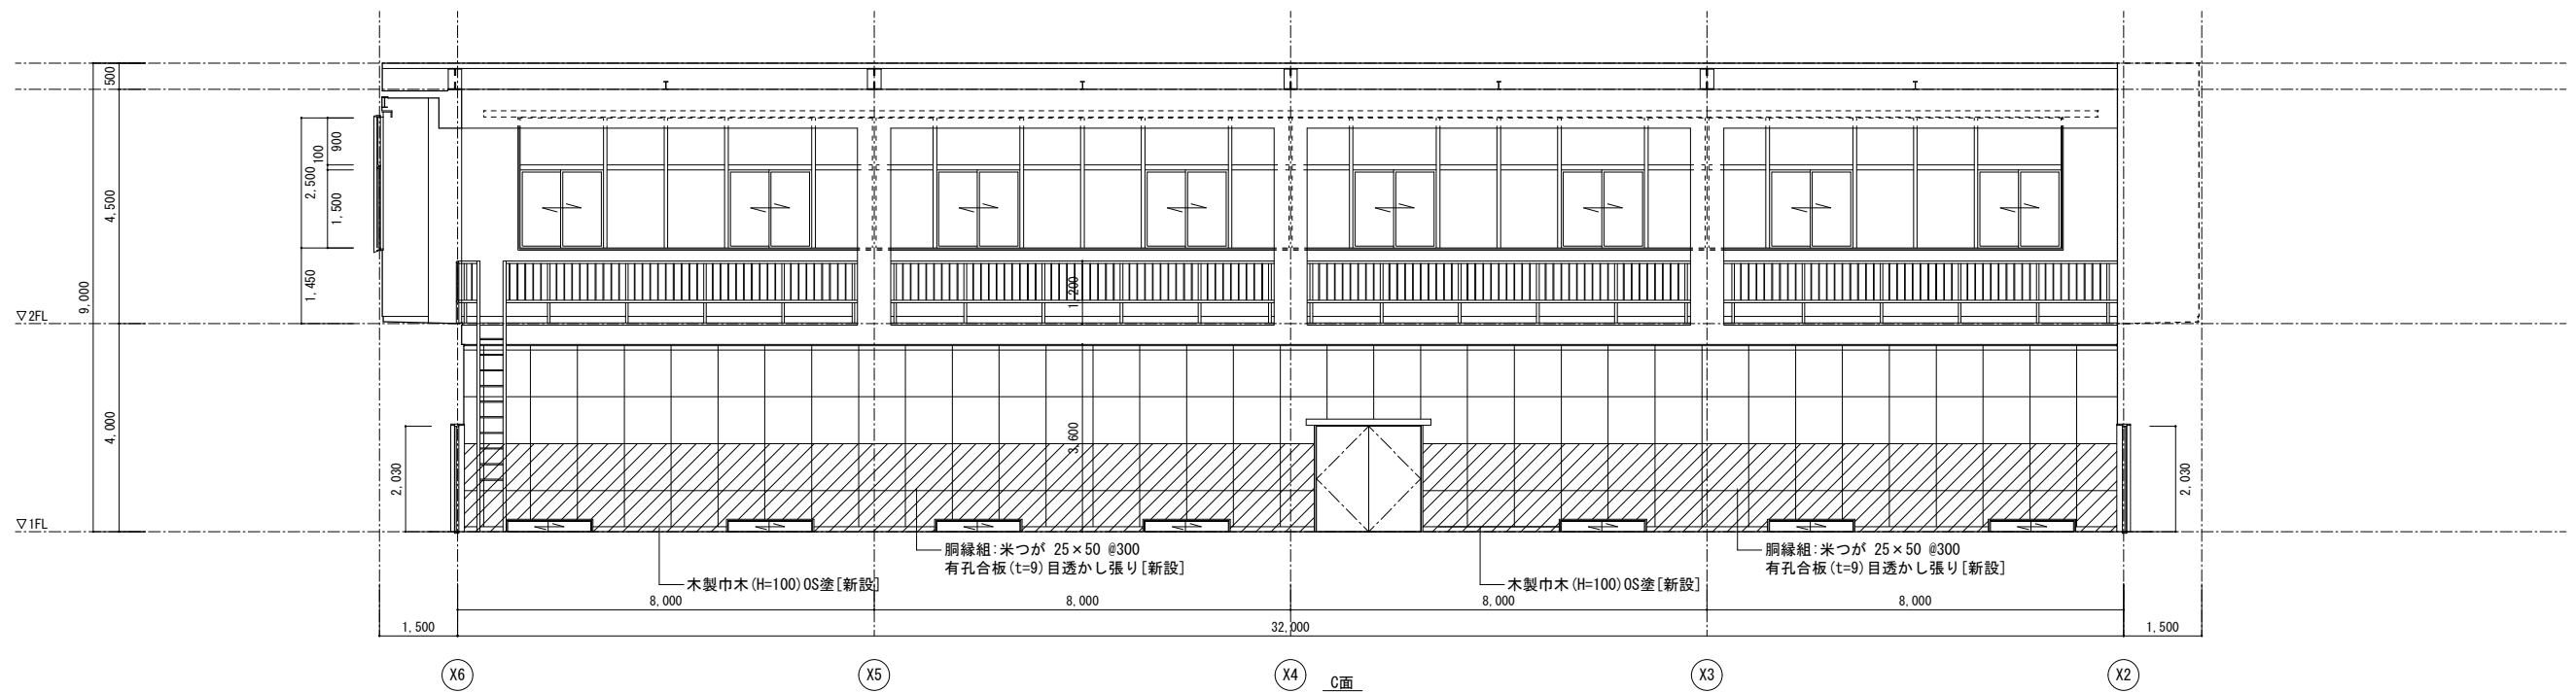 500
900
100
2,500
4,500
1,500
1,450
9,000
1,200
▽2FL
4,000
3,600
2,030
2,030
▽1FL
胴縁組:米つが 25×50 @300
有孔合板(t=9)目透かし張り[新設]
胴縁組:米つが 25×50 @300
有孔合板(t=9)目透かし張り[新設]
木製巾木(H=100)OS塗[新設]
木製巾木(H=100)OS塗[新設]
8,000
8,000
8,000
8,000
1,500
32,000
1,500
X6
X5
X4
X3
X2
C面